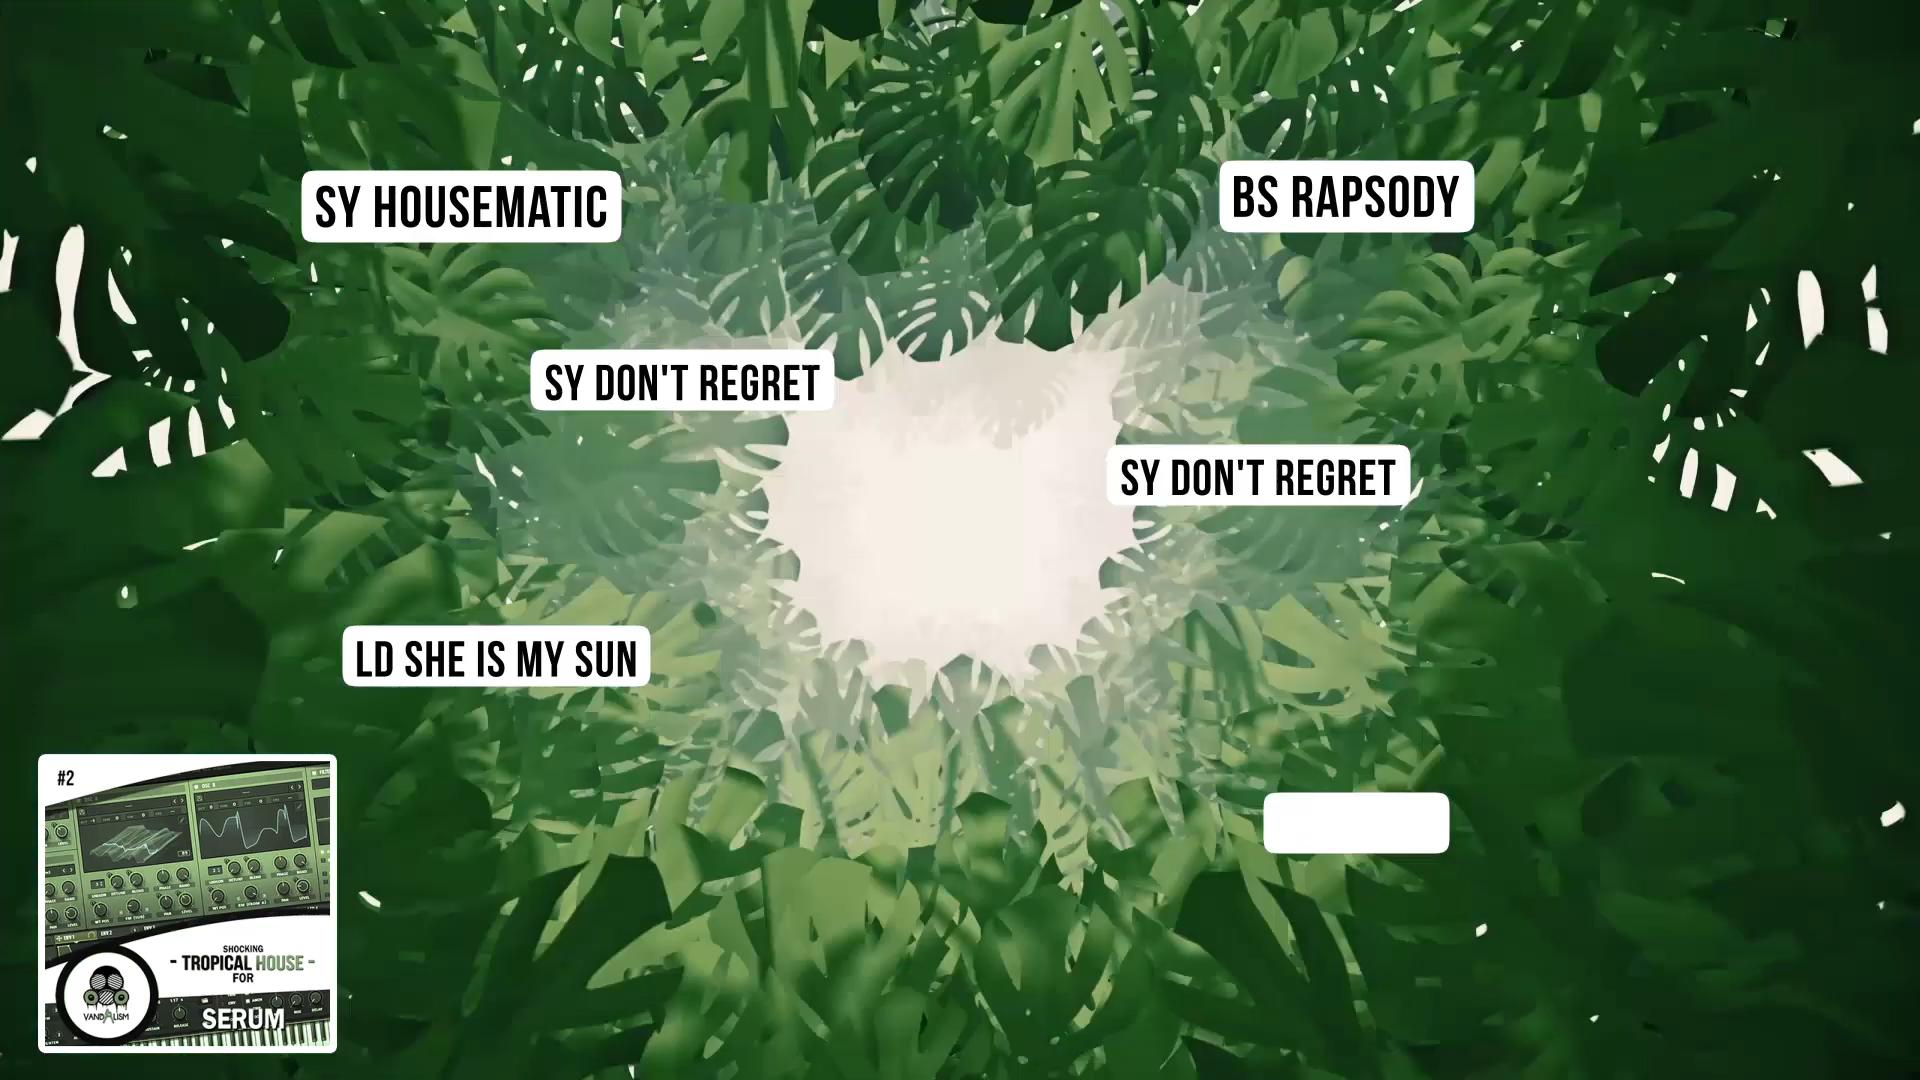 SY HOUSEMATIC
BS RAPSODY
SY DON'T REGRET
SY DON'T REGRET
LD SHE IS MY SUN
#2
SHOCKING
- TROPICAL HOUSE -
FOR
SERUM
VANDALISM